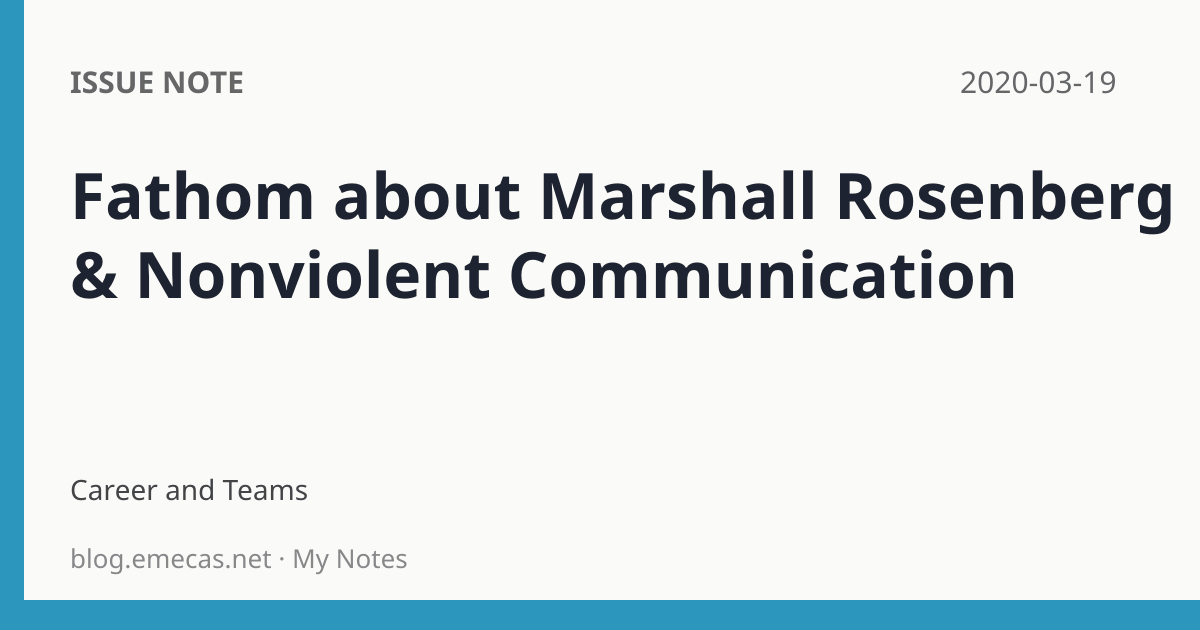 ISSUE NOTE
2020-03-19
Fathom about Marshall Rosenberg
& Nonviolent Communication
Career and Teams
blog.emecas.net · My Notes